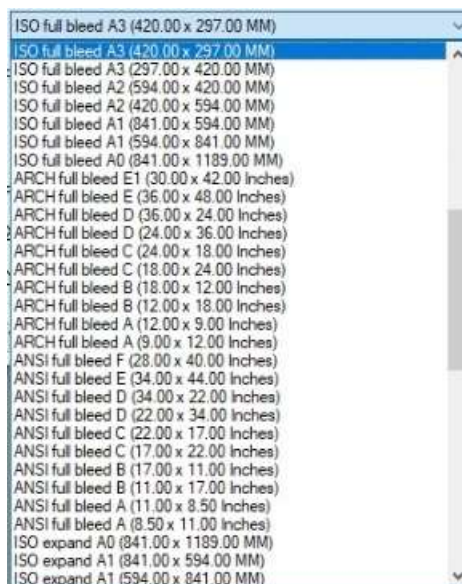 ISO full bleed A3 (420.00 x 297.00 MM)
ISO full bleed A3 (420.00 x 297.00 MM)
ISO full bleed A3 (297.00 x 420.00 MM)
ISO full bleed A2 (594.00 x 420.00 MM)
ISO full bleed A2 (420.00 x 594.00 MM)
ISO full bleed A1 (841.00 x 594.00 MM)
ISO full bleed A1 (594.00 x 841.00 MM)
ISO full bleed A0 (841.00 x 1189.00 MM)
ARCH full bleed E1 (30.00 x 42.00 Inches)
ARCH full bleed E (36.00 x 48.00 Inches)
ARCH full bleed D (36.00 x 24.00 Inches)
ARCH full bleed D (24.00 x 36.00 Inches)
ARCH full bleed C (24.00 x 18.00 Inches)
ARCH full bleed C (18.00 x 24.00 Inches)
ARCH full bleed B (18.00 x 12.00 Inches)
ARCH full bleed B (12.00 x 18.00 Inches)
ARCH full bleed A (12.00 x 9.00 Inches)
ARCH full bleed A (9.00 x 12.00 Inches)
ANSI full bleed F (28.00 x 40.00 Inches)
ANSI full bleed E (34.00 x 44.00 Inches)
ANSI full bleed D (34.00 x 22.00 Inches)
ANSI full bleed D (22.00 x 34.00 Inches)
ANSI full bleed C (22.00 x 17.00 Inches)
ANSI full bleed C (17.00 x 22.00 Inches)
ANSI full bleed B (17.00 x 11.00 Inches)
ANSI full bleed B (11.00 x 17.00 Inches)
ANSI full bleed A (11.00 x 8.50 Inches)
ANSI full bleed A (8.50 x 11.00 Inches)
ISO expand A0 (841.00 x 1189.00 MM)
ISO expand A1 (841.00 x 594.00 MM)
ISO expand A1 (594.00 x 841.00 MM)